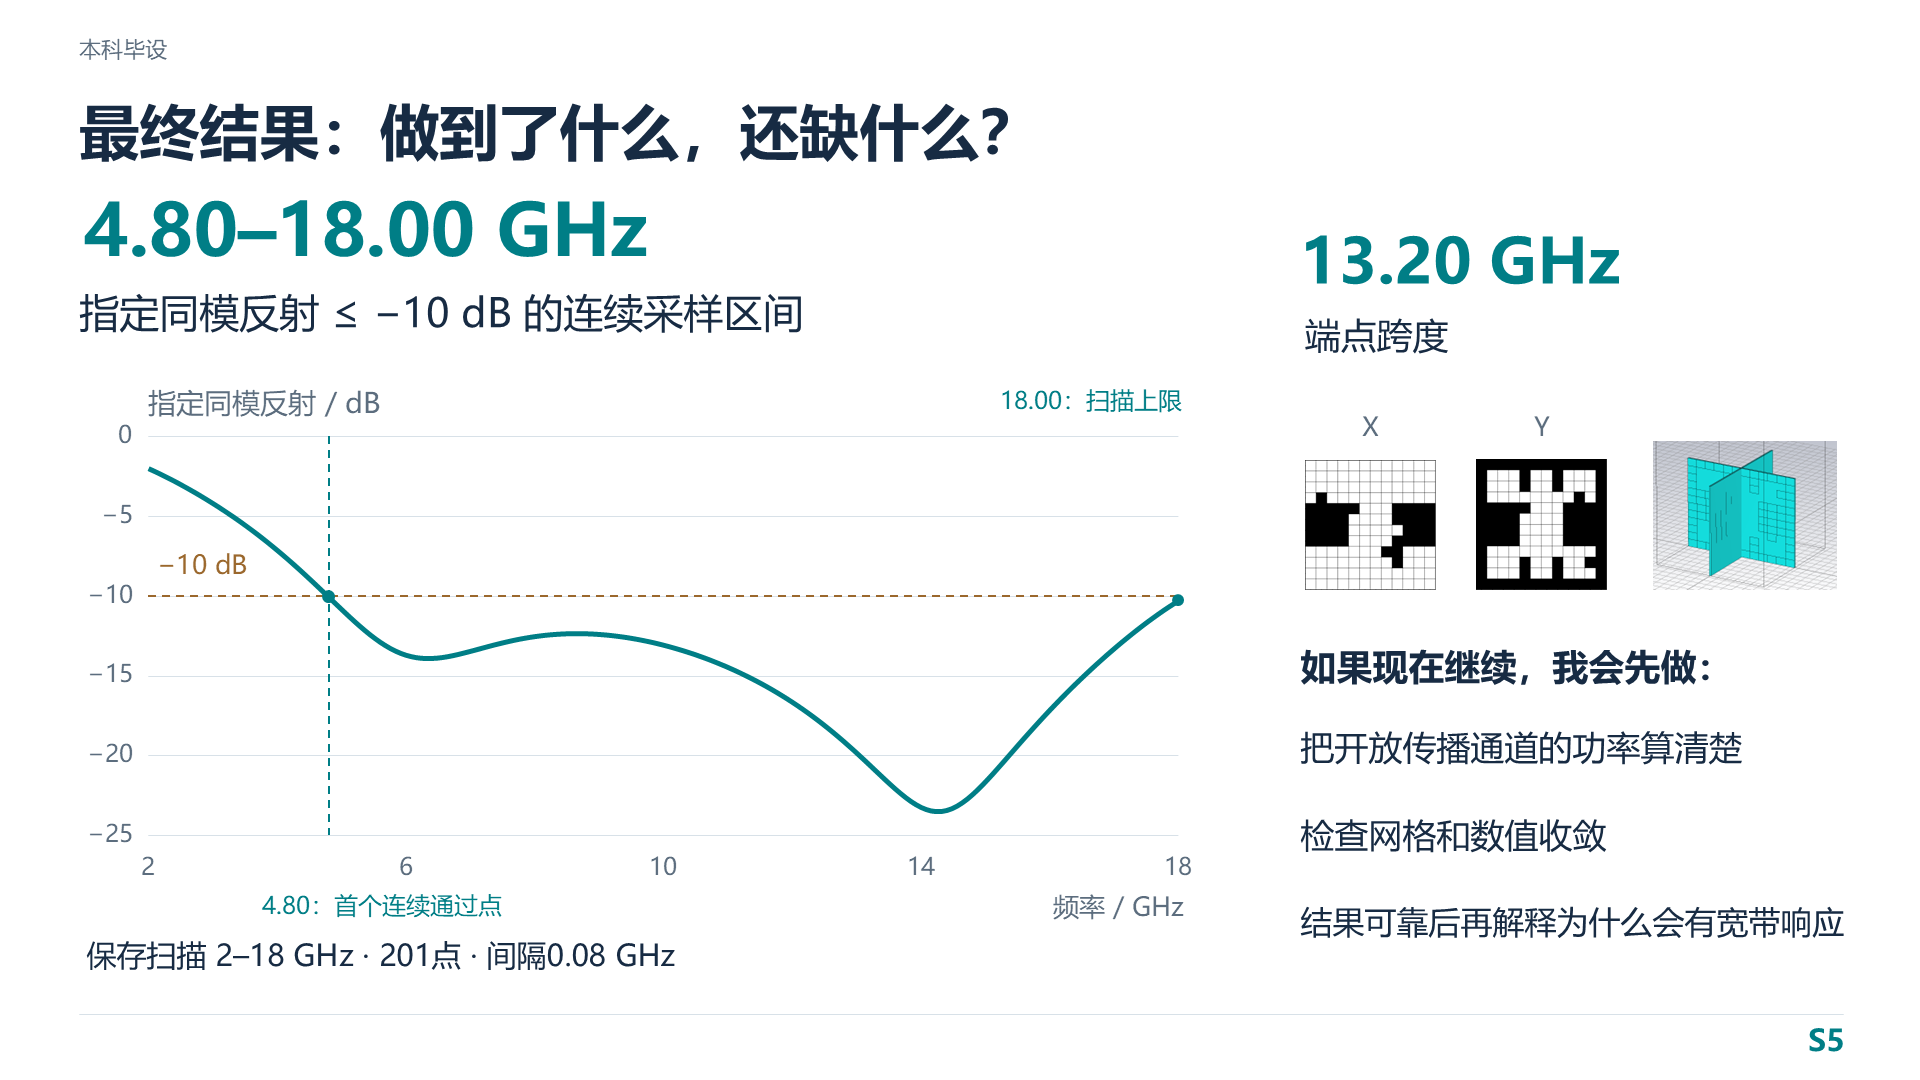 本科毕设
最终结果：做到了什么，还缺什么？
4.80–18.00 GHz
指定同模反射 ≤ −10 dB 的连续采样区间
13.20 GHz
端点跨度
指定同模反射 / dB
18.00：扫描上限
0
−5
−10 dB
−10
−15
−20
−25
2
6
10
14
18
4.80：首个连续通过点
频率 / GHz
保存扫描 2–18 GHz · 201点 · 间隔0.08 GHz
X
Y
如果现在继续，我会先做：
把开放传播通道的功率算清楚
检查网格和数值收敛
结果可靠后再解释为什么会有宽带响应
S5